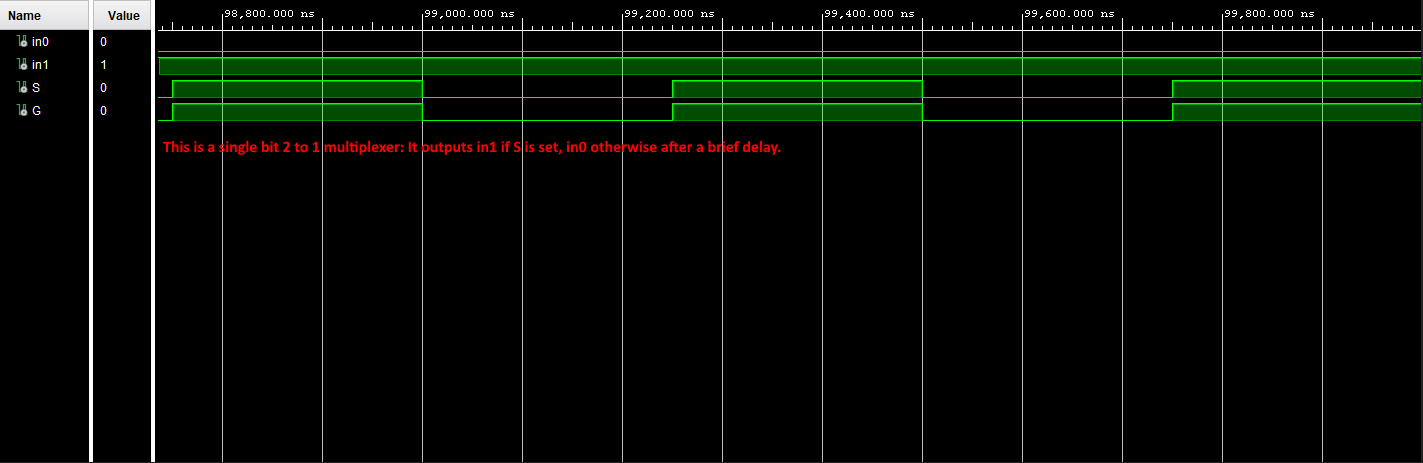 Name Value 98,800.000 ns 99,000.000 ns 99,200.000 ns 99,400.000 ns 99,600.000 ns 99,800.000 ns
in0 0
in1 1
S 0
G 0
This is a single bit 2 to 1 multiplexer: It outputs in1 if S is set, in0 otherwise after a brief delay.